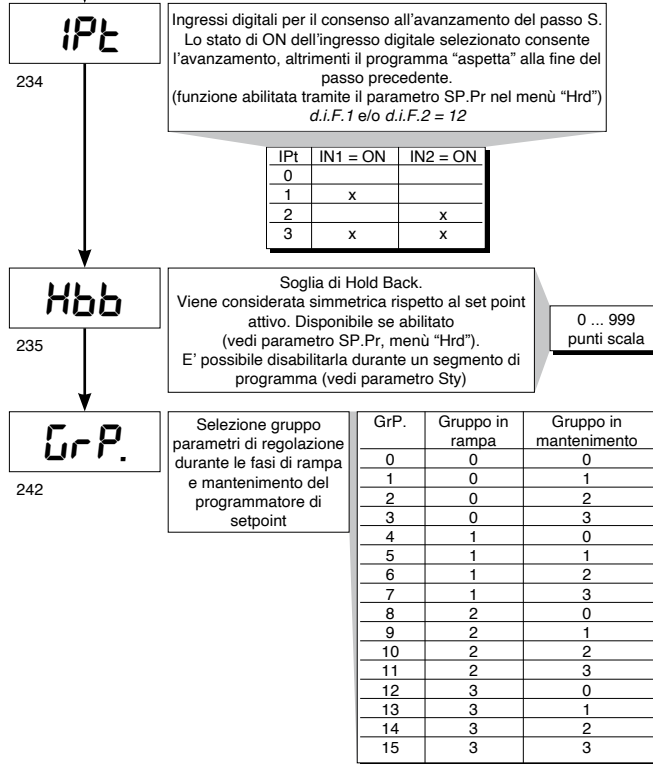 IPt
234
Ingressi digitali per il consenso all'avanzamento del passo S.
Lo stato di ON dell'ingresso digitale selezionato consente
l'avanzamento, altrimenti il programma “aspetta” alla fine del
passo precedente.
(funzione abilitata tramite il parametro SP.Pr nel menù “Hrd”)
d.i.F.1 e/o d.i.F.2 = 12
IPt IN1 = ON IN2 = ON
0
1 x
2 x
3 x x
Hbb
235
Soglia di Hold Back.
Viene considerata simmetrica rispetto al set point
attivo. Disponibile se abilitato
(vedi parametro SP.Pr, menù “Hrd”).
E' possibile disabilitarla durante un segmento di
programma (vedi parametro Sty)
0 ... 999
punti scala
GrP.
242
Selezione gruppo
parametri di regolazione
durante le fasi di rampa
e mantenimento del
programmatore di
setpoint
GrP. Gruppo in rampa Gruppo in mantenimento
0 0 0
1 0 1
2 0 2
3 0 3
4 1 0
5 1 1
6 1 2
7 1 3
8 2 0
9 2 1
10 2 2
11 2 3
12 3 0
13 3 1
14 3 2
15 3 3